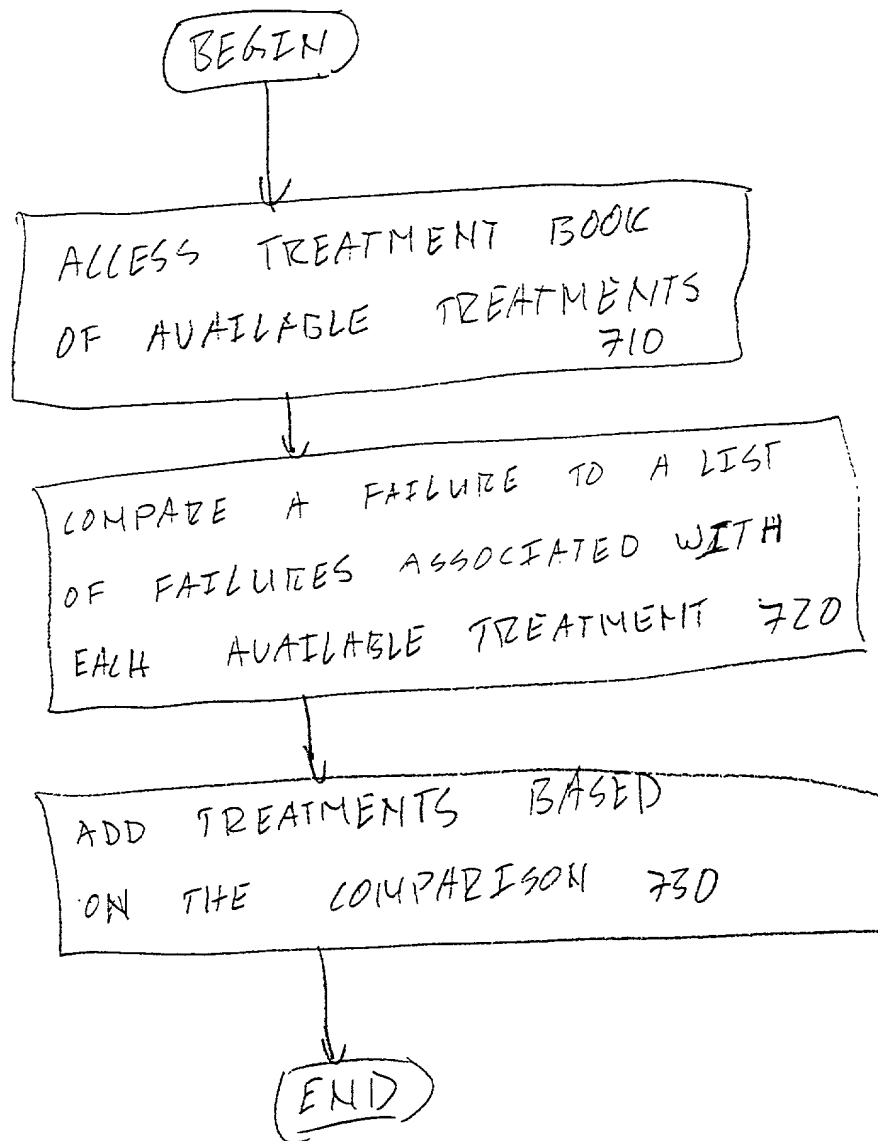 BEGIN
ACCESS TREATMENT BOOK
OF AVAILABLE TREATMENTS
710
COMPARE A FAILURE TO A LIST
OF FAILURES ASSOCIATED WITH
EACH AVAILABLE TREATMENT 720
ADD TREATMENTS BASED
ON THE COMPARISON 730
END